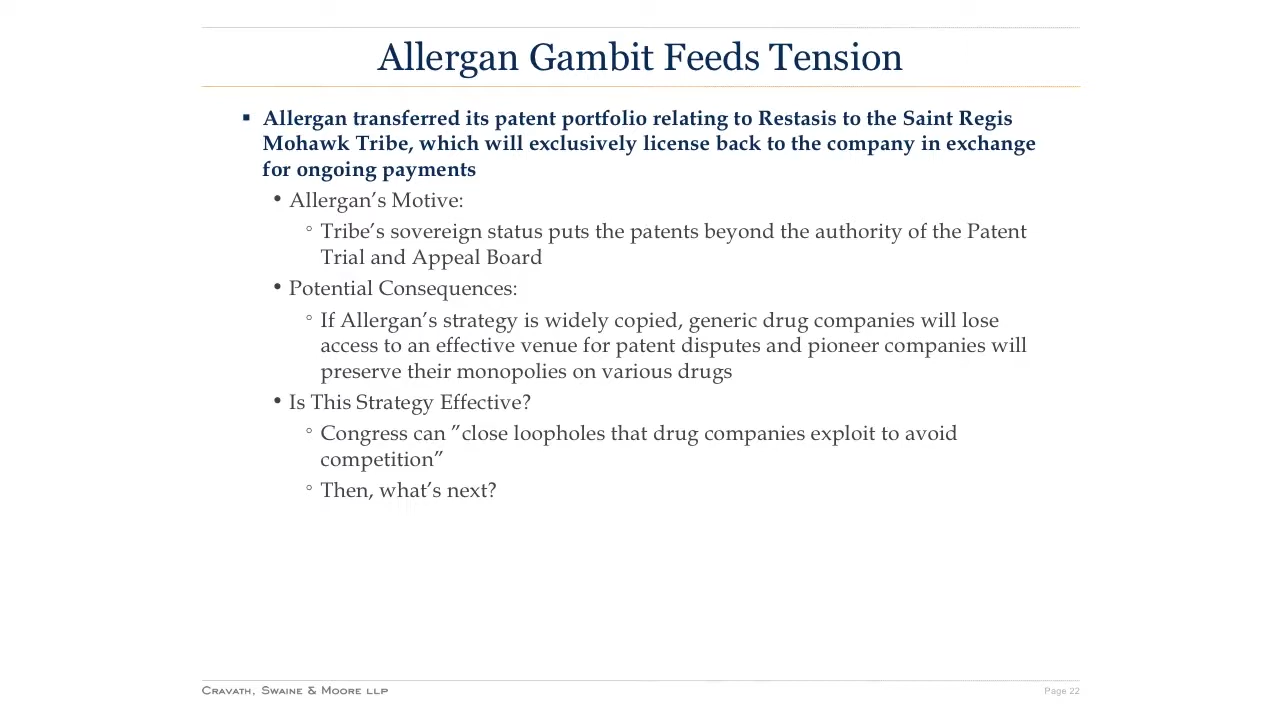 Allergan Gambit Feeds Tension
▪ Allergan transferred its patent portfolio relating to Restasis to the Saint Regis
Mohawk Tribe, which will exclusively license back to the company in exchange
for ongoing payments
• Allergan’s Motive:
◦ Tribe’s sovereign status puts the patents beyond the authority of the Patent
Trial and Appeal Board
• Potential Consequences:
◦ If Allergan’s strategy is widely copied, generic drug companies will lose
access to an effective venue for patent disputes and pioneer companies will
preserve their monopolies on various drugs
• Is This Strategy Effective?
◦ Congress can ”close loopholes that drug companies exploit to avoid
competition”
◦ Then, what’s next?
Cravath, Swaine & Moore LLP
Page 22